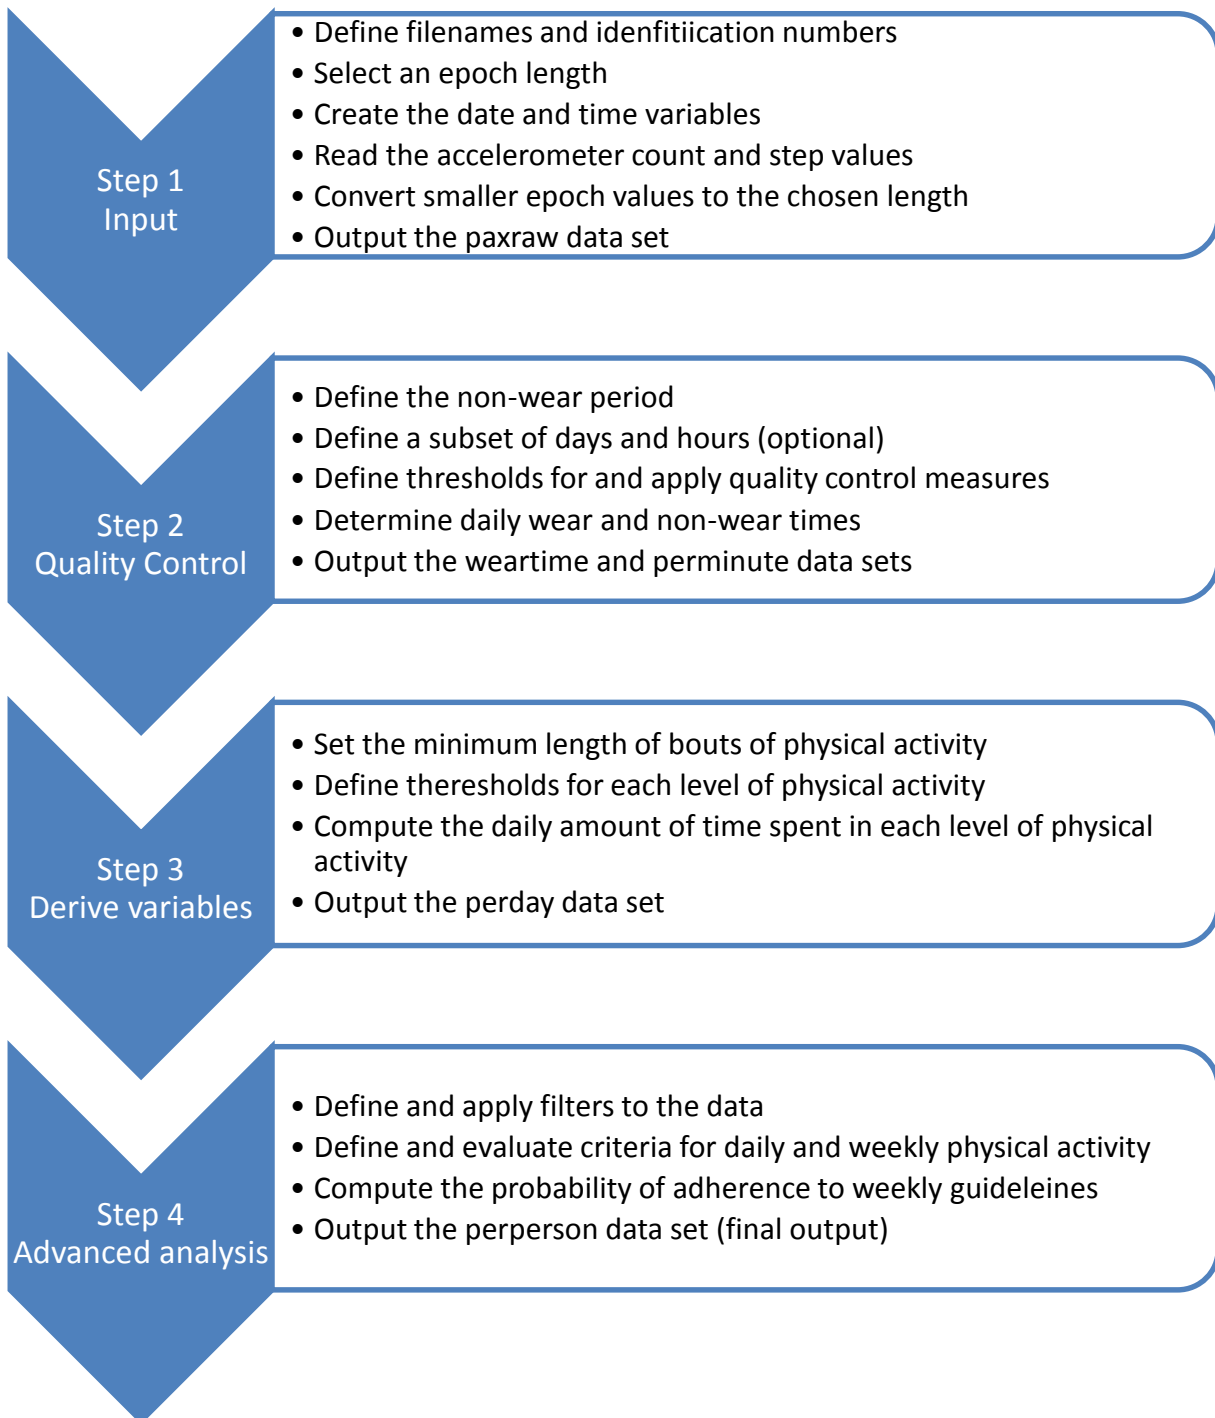 Step 1
Input
• Define filenames and idenfitiication numbers
• Select an epoch length
• Create the date and time variables
• Read the accelerometer count and step values
• Convert smaller epoch values to the chosen length
• Output the paxraw data set
Step 2
Quality Control
• Define the non-wear period
• Define a subset of days and hours (optional)
• Define thresholds for and apply quality control measures
• Determine daily wear and non-wear times
• Output the weartime and perminute data sets
Step 3
Derive variables
• Set the minimum length of bouts of physical activity
• Define theresholds for each level of physical activity
• Compute the daily amount of time spent in each level of physical
activity
• Output the perday data set
Step 4
Advanced analysis
• Define and apply filters to the data
• Define and evaluate criteria for daily and weekly physical activity
• Compute the probability of adherence to weekly guideleines
• Output the perperson data set (final output)